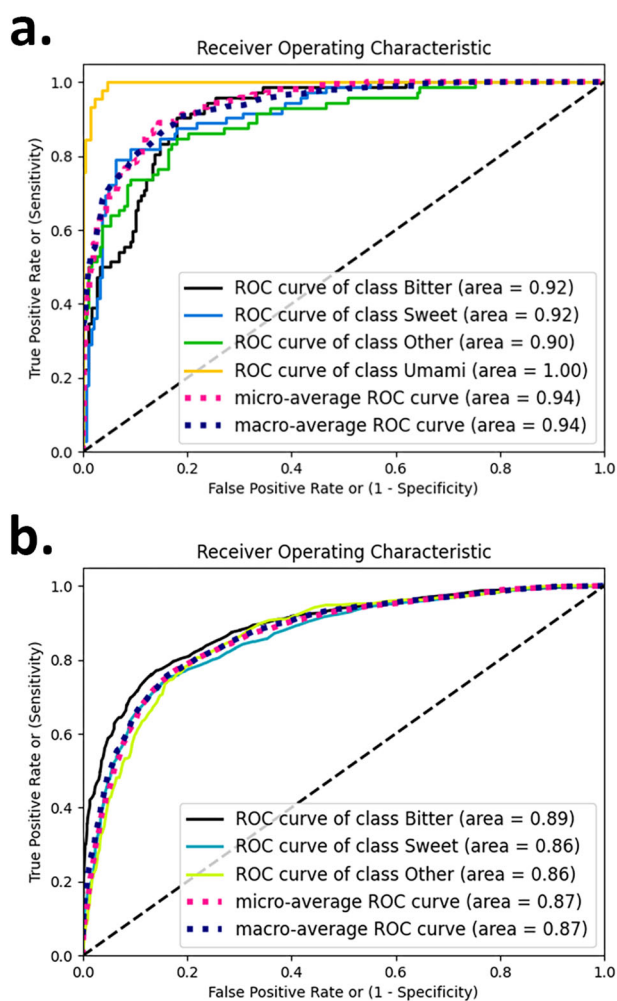 a.
Receiver Operating Characteristic
True Positive Rate or (Sensitivity)
1.0
0.8
0.6
0.4
0.2
0.0
ROC curve of class Bitter (area = 0.92)
ROC curve of class Sweet (area = 0.92)
ROC curve of class Other (area = 0.90)
ROC curve of class Umami (area = 1.00)
micro-average ROC curve (area = 0.94)
macro-average ROC curve (area = 0.94)
0.0 0.2 0.4 0.6 0.8 1.0
False Positive Rate or (1 - Specificity)
b.
Receiver Operating Characteristic
True Positive Rate or (Sensitivity)
1.0
0.8
0.6
0.4
0.2
0.0
ROC curve of class Bitter (area = 0.89)
ROC curve of class Sweet (area = 0.86)
ROC curve of class Other (area = 0.86)
micro-average ROC curve (area = 0.87)
macro-average ROC curve (area = 0.87)
0.0 0.2 0.4 0.6 0.8 1.0
False Positive Rate or (1 - Specificity)